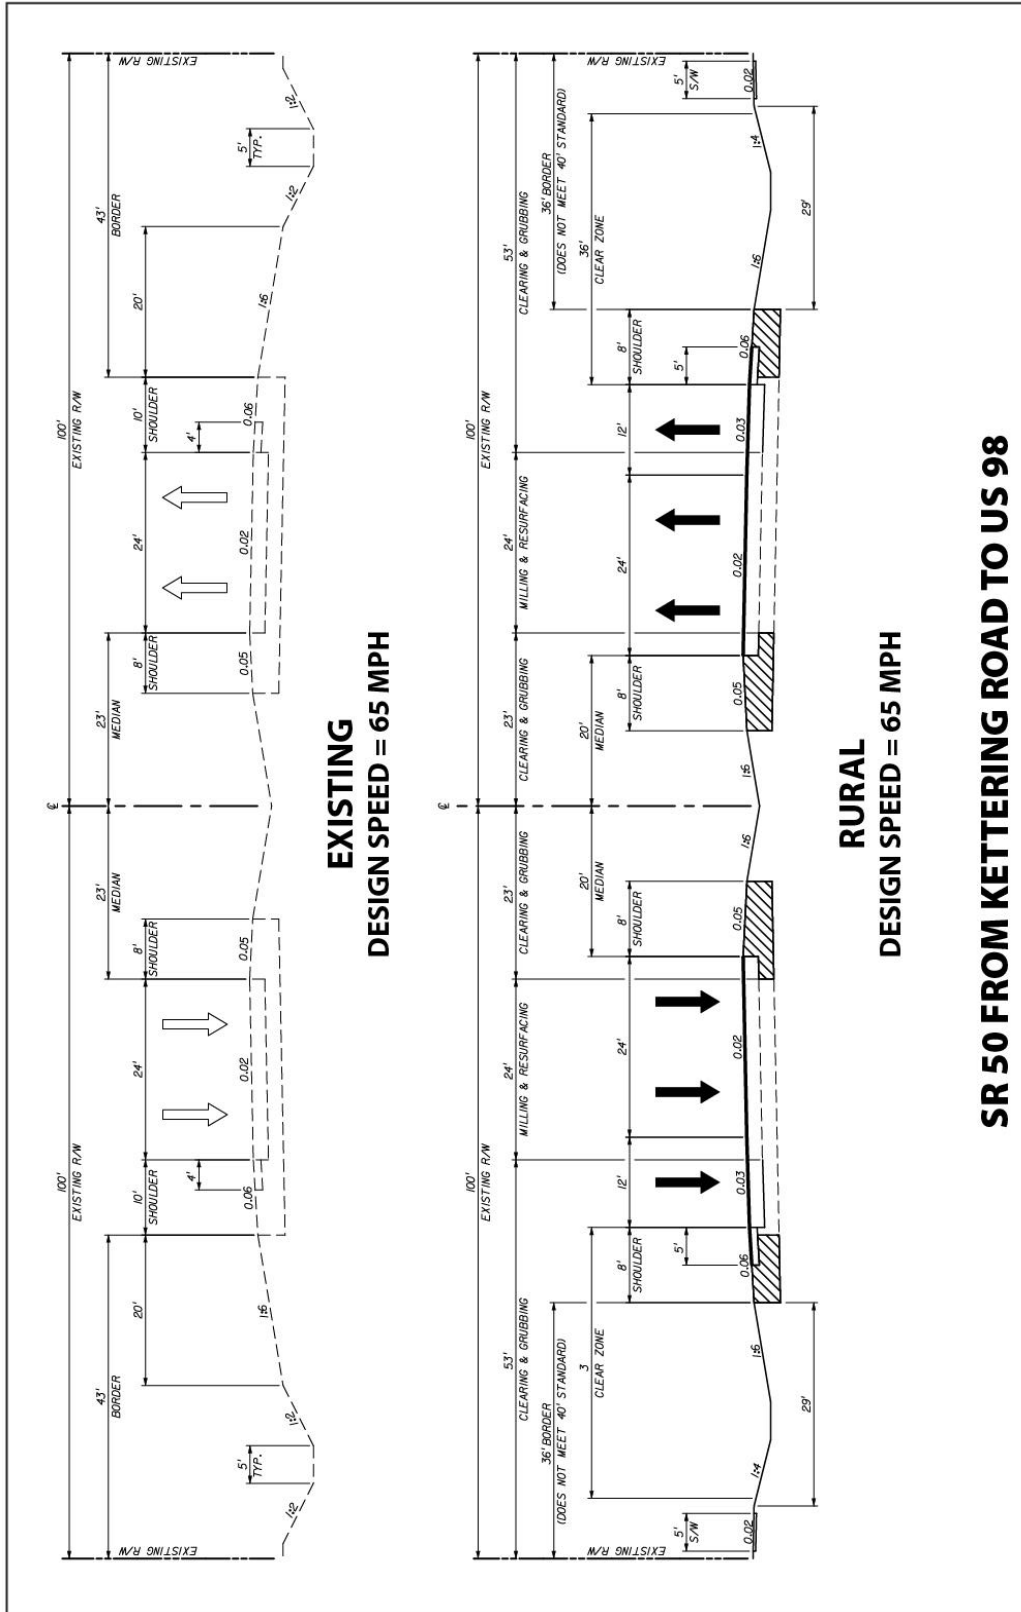 ℄
100' 100'
EXISTING R/W EXISTING R/W
43' 23' 23' 43'
BORDER MEDIAN MEDIAN BORDER
20' 10' 24' 8' 8' 24' 10' 20'
SHOULDER SHOULDER SHOULDER SHOULDER
EXISTING R/W EXISTING R/W
4' 4'
5' 5'
TYP. TYP.
0.06 0.02 0.05 0.05 0.02 0.06
1:2 1:2 1:6 1:6 1:2 1:2
EXISTING
DESIGN SPEED = 65 MPH
℄
100' 100'
EXISTING R/W EXISTING R/W
53' 24' 23' 23' 24' 53'
CLEARING & GRUBBING MILLING & RESURFACING CLEARING & GRUBBING CLEARING & GRUBBING MILLING & RESURFACING CLEARING & GRUBBING
36' BORDER 36' BORDER
(DOES NOT MEET 40' STANDARD) (DOES NOT MEET 40' STANDARD)
3 20' 20' 36'
CLEAR ZONE MEDIAN MEDIAN CLEAR ZONE
8' 12' 24' 8' 8' 24' 12' 8'
SHOULDER SHOULDER SHOULDER SHOULDER
EXISTING R/W EXISTING R/W
5' 5' 5' 5'
S/W S/W
0.02 0.06 0.03 0.02 0.05 0.05 0.02 0.03 0.06 0.02
1:4 1:6 1:6 1:6 1:6 1:4
29' 29'
RURAL
DESIGN SPEED = 65 MPH
SR 50 FROM KETTERING ROAD TO US 98